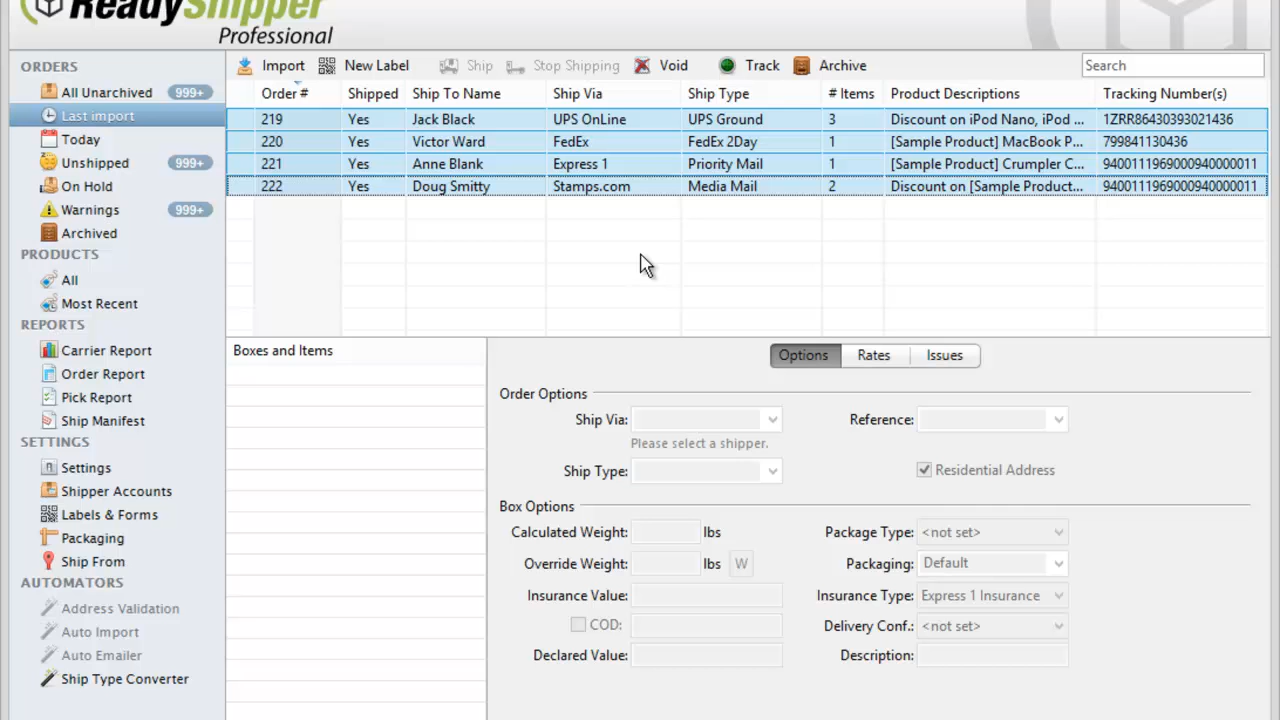 ReadyShipper
Professional
ORDERS
All Unarchived 999+
Last import
Today
Unshipped 999+
On Hold
Warnings 999+
Archived
PRODUCTS
All
Most Recent
REPORTS
Carrier Report
Order Report
Pick Report
Ship Manifest
SETTINGS
Settings
Shipper Accounts
Labels & Forms
Packaging
Ship From
AUTOMATORS
Address Validation
Auto Import
Auto Emailer
Ship Type Converter
Import New Label Ship Stop Shipping Void Track Archive Search
Order # Shipped Ship To Name Ship Via Ship Type # Items Product Descriptions Tracking Number(s)
219 Yes Jack Black UPS OnLine UPS Ground 3 Discount on iPod Nano, iPod ... 1ZRR86430393021436
220 Yes Victor Ward FedEx FedEx 2Day 1 [Sample Product] MacBook P... 799841130436
221 Yes Anne Blank Express 1 Priority Mail 1 [Sample Product] Crumpler C... 9400111969000940000011
222 Yes Doug Smitty Stamps.com Media Mail 2 Discount on [Sample Product... 9400111969000940000011
Boxes and Items
Options Rates Issues
Order Options
Ship Via: Reference:
Please select a shipper.
Ship Type: Residential Address
Box Options
Calculated Weight: lbs Package Type: <not set>
Override Weight: lbs W Packaging: Default
Insurance Value: Insurance Type: Express 1 Insurance
COD: Delivery Conf.: <not set>
Declared Value: Description: